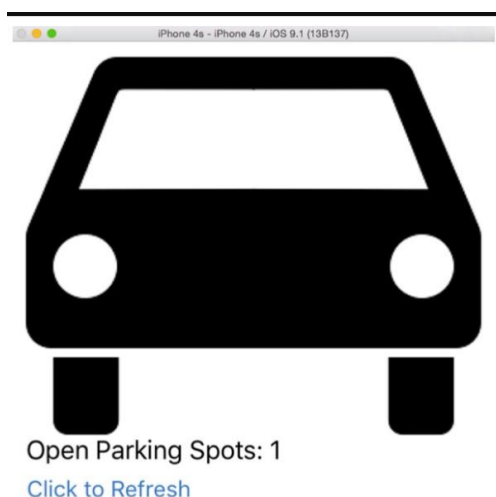 iPhone 4s - iPhone 4s / iOS 9.1 (13B137)
Open Parking Spots: 1
Click to Refresh